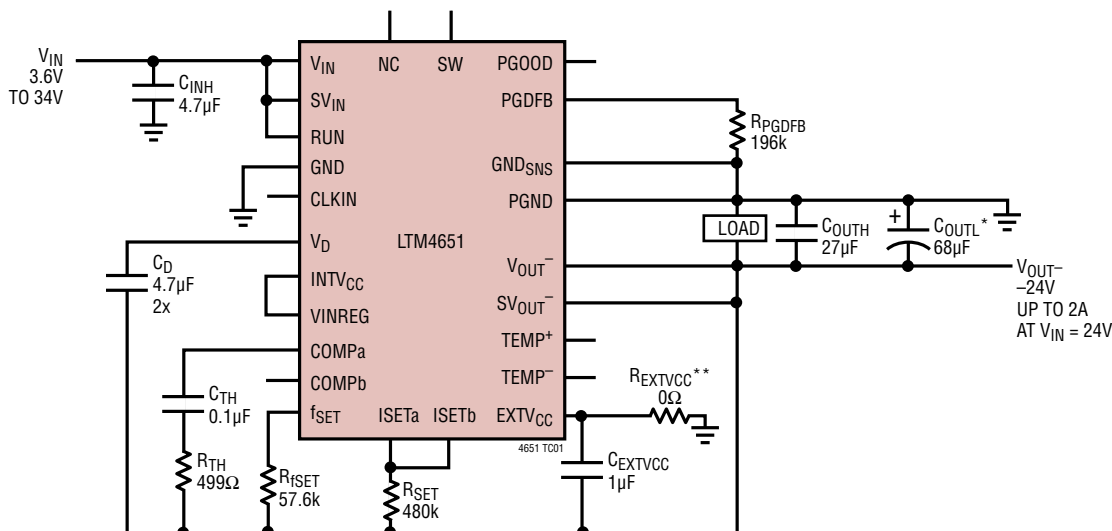 VIN
3.6V
TO 34V
CINH
4.7µF
VIN
SVIN
RUN
GND
CLKIN
VD
INTVCC
VINREG
COMPa
COMPb
fSET
NC
SW
LTM4651
ISETa
ISETb
PGOOD
PGDFB
GNDSNS
PGND
VOUT–
SVOUT–
TEMP+
TEMP–
EXTVCC
4651 TC01
CD
4.7µF
2x
CTH
0.1µF
RTH
499Ω
RfSET
57.6k
RSET
480k
RPGDFB
196k
LOAD
COUTH
27µF
+
COUTL*
68µF
VOUT–
–24V
UP TO 2A
AT VIN = 24V
REXTVCC**
0Ω
CEXTVCC
1µF